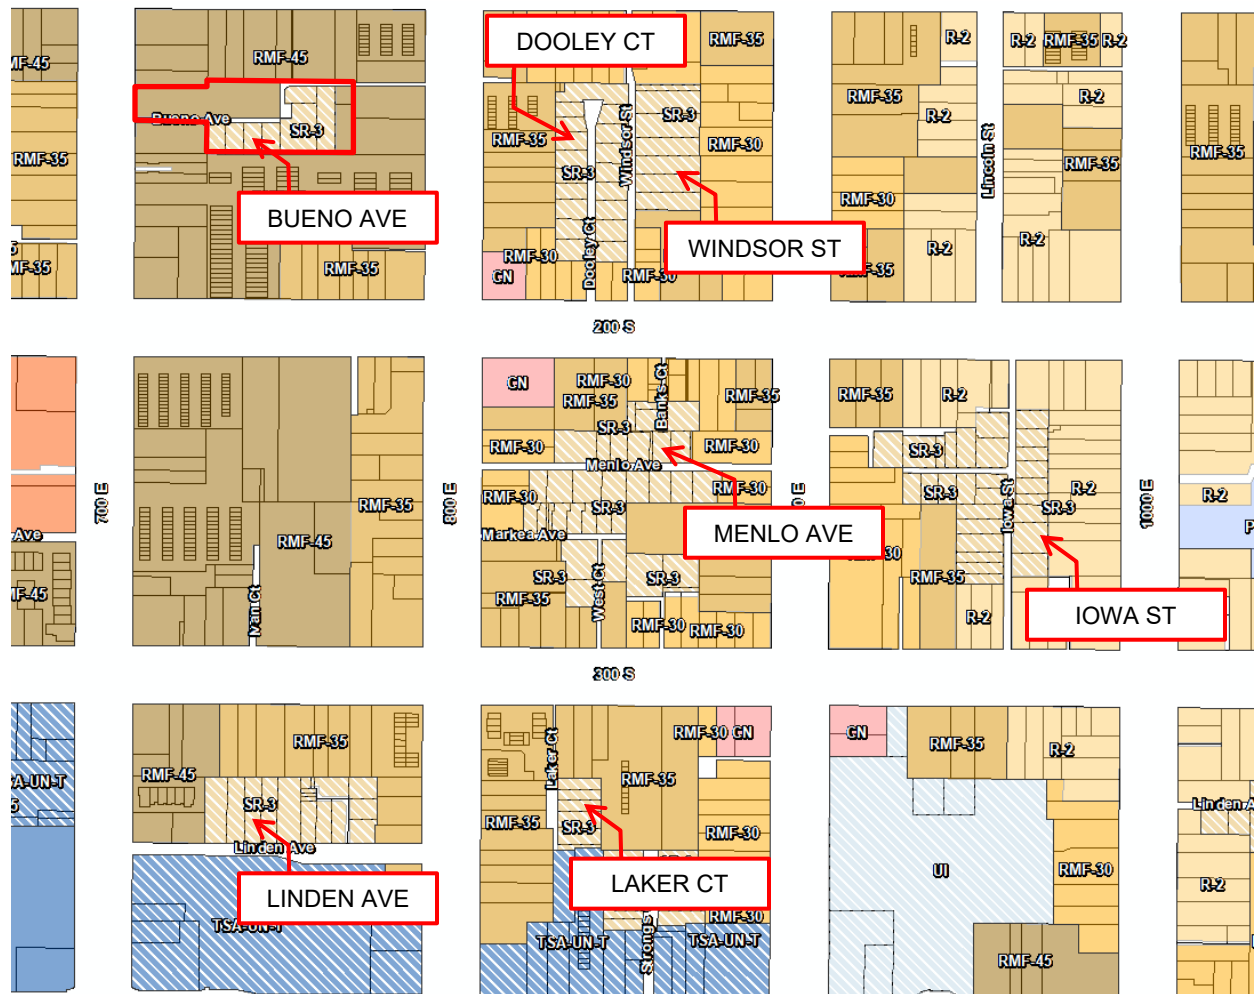 DOOLEY CT
RMF-35
R-2
R-2
RMF-35
R-2
RMF-45
RMF-35
R-2
Bueno Ave
SR-3
SR-3
R-2
RMF-35
RMF-30
RMF-35
RMF-35
RMF-35
SR-3
Windsor St
Lincoln St
RMF-30
BUENO AVE
WINDSOR ST
R-2
R-2
Dooley Ct
RMF-30
RMF-35
GN
200 S
GN
RMF-30
Banks Ct
RMF-35
RMF-35
RMF-35
R-2
SR-3
RMF-30
RMF-30
SR-3
Menlo Ave
700 E
RMF-35
800 E
RMF-30
RMF-30
SR-3
R-2
1000 E
R-2
SR-3
Iowa St
SR-3
MENLO AVE
Markea Ave
RMF-45
SR-3
West Ct
SR-3
RMF-35
RMF-35
Ivan Ct
RMF-30
RMF-30
R-2
IOWA ST
300 S
RMF-35
RMF-45
SR-3
Linden Ave
LINDEN AVE
Laker Ct
RMF-30
GN
RMF-35
RMF-35
SR-3
RMF-30
LAKER CT
RMF-30
TSA-UN-T
TSA-UN-T
GN
RMF-35
R-2
UI
RMF-30
R-2
RMF-45